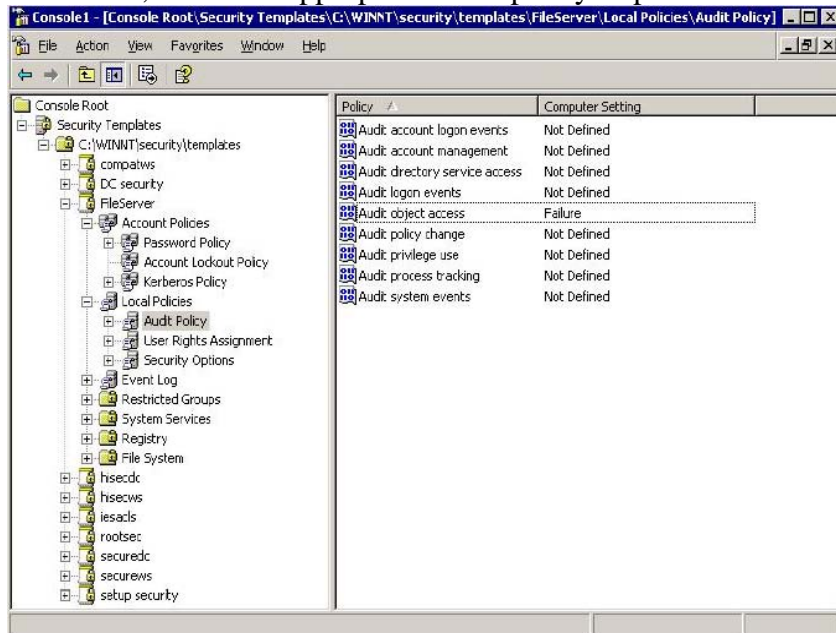 Console1 - [Console Root\Security Templates\C:\WINNT\security\templates\FileServer\Local Policies\Audit Policy]
File Action View Favorites Window Help
Console Root
Security Templates
C:\WINNT\security\templates
compatws
DC security
FileServer
Account Policies
Password Policy
Account Lockout Policy
Kerberos Policy
Local Policies
Audit Policy
User Rights Assignment
Security Options
Event Log
Restricted Groups
System Services
Registry
File System
hisecdc
hisecws
iesacls
rootsec
securedc
securews
setup security
Policy Computer Setting
Audit account logon events Not Defined
Audit account management Not Defined
Audit directory service access Not Defined
Audit logon events Not Defined
Audit object access Failure
Audit policy change Not Defined
Audit privilege use Not Defined
Audit process tracking Not Defined
Audit system events Not Defined